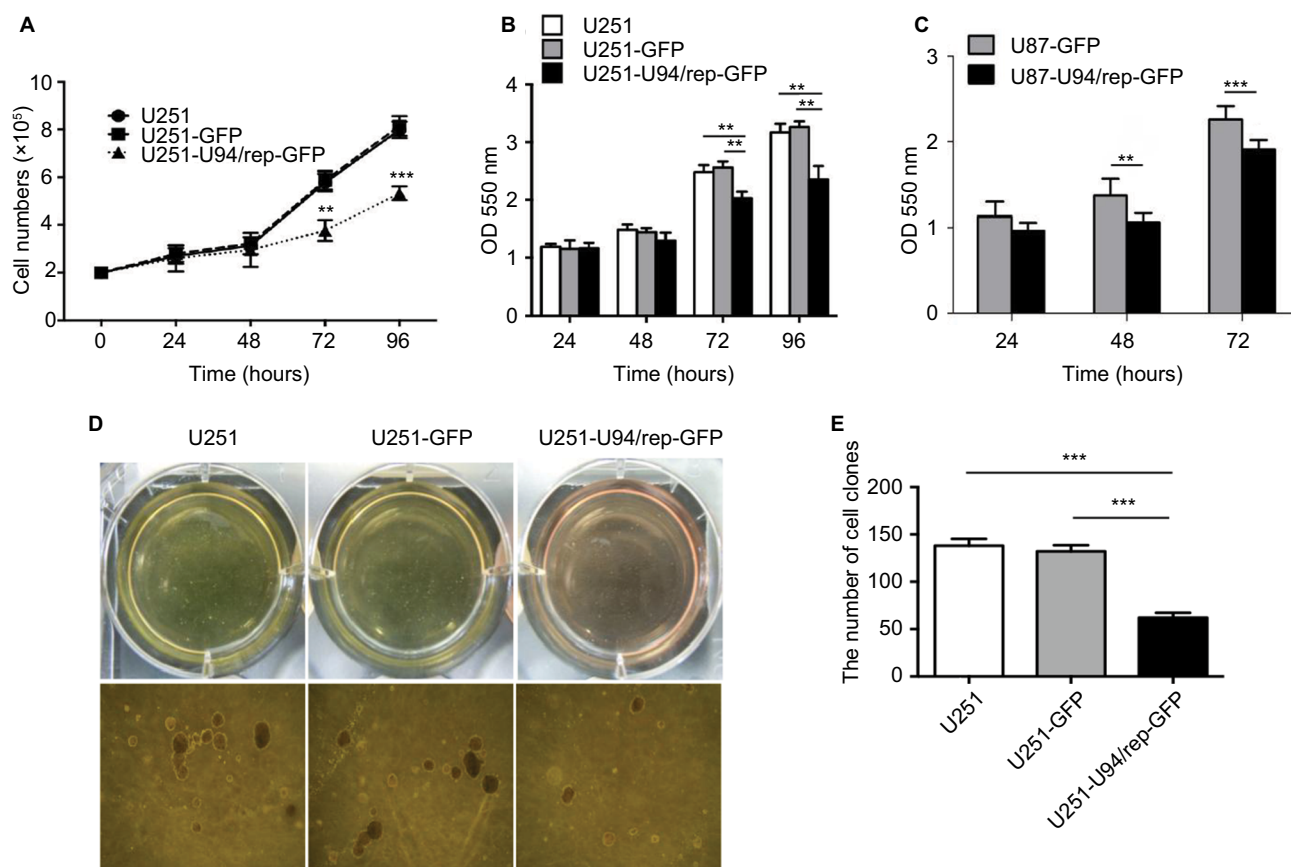 A
Cell numbers (×10⁵)
10
8
6
4
2
0
U251
U251-GFP
U251-U94/rep-GFP
**
***
0 24 48 72 96
Time (hours)
B
U251
U251-GFP
U251-U94/rep-GFP
OD 550 nm
4
3
2
1
0
**
**
**
**
24 48 72 96
Time (hours)
C
U87-GFP
U87-U94/rep-GFP
OD 550 nm
3
2
1
0
**
***
24 48 72
Time (hours)
D
U251 U251-GFP U251-U94/rep-GFP
E
The number of cell clones
200
150
100
50
0
***
***
U251
U251-GFP
U251-U94/rep-GFP